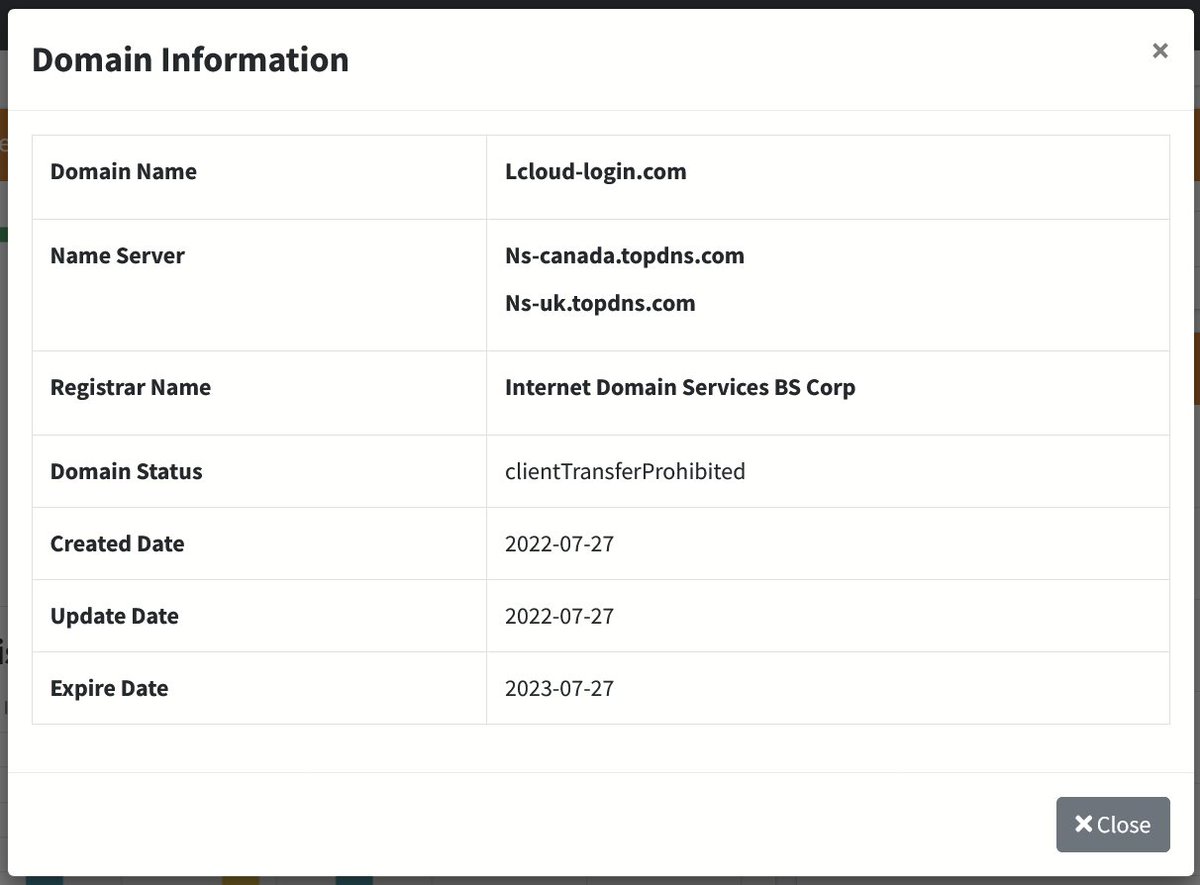 Domain Information
×
Domain Name
Lcloud-login.com
Name Server
Ns-canada.topdns.com
Ns-uk.topdns.com
Registrar Name
Internet Domain Services BS Corp
Domain Status
clientTransferProhibited
Created Date
2022-07-27
Update Date
2022-07-27
Expire Date
2023-07-27
× Close